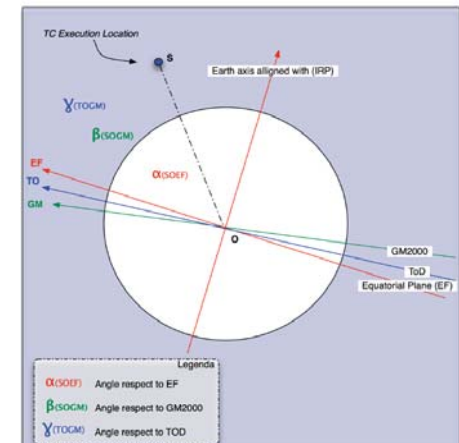 TC Execution Location
S
Earth axis alligned with (IRP)
γ(TOGM)
β(SOGM)
α(SOEF)
EF
TO
GM
O
GM2000
ToD
Equatorial Plane (EF)
Legenda
α(SOEF) Angle respect to EF
β(SOGM) Angle respect to GM2000
γ(TOGM) Angle respect to TOD